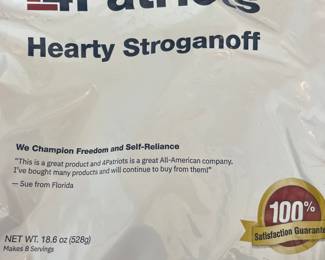 4Patriots
Hearty Stroganoff
We Champion Freedom and Self-Reliance
"This is a great product and 4Patriots is a great All-American company.
I've bought many products and will continue to buy from them!"
— Sue from Florida
100%
Satisfaction Guarante
NET WT. 18.6 oz (528g)
Makes 8 Servings